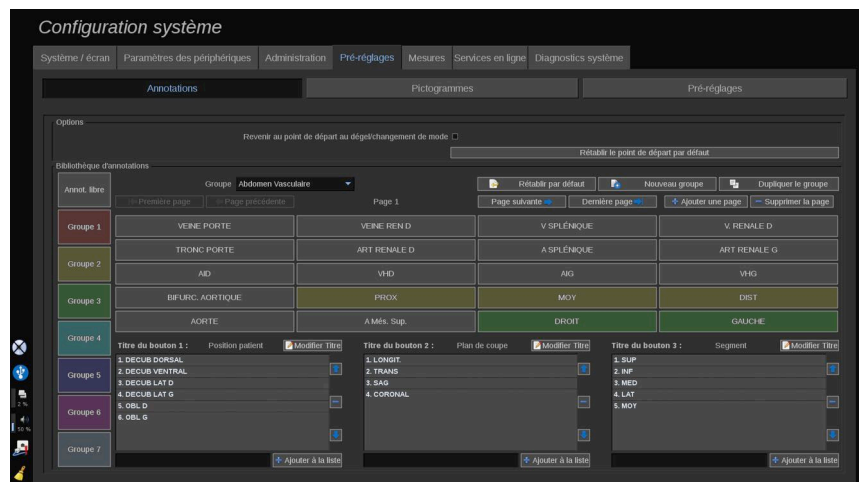 Configuration système
Système / écran Paramètres des périphériques Administration Pré-réglages Mesures Services en ligne Diagnostics système
Annotations Pictogrammes Pré-réglages
Options
Revenir au point de départ au dégel/changement de mode
Rétablir le point de départ par défaut
Bibliothèque d'annotations
Annot. libre Groupe Abdomen Vasculaire Rétablir par défaut Nouveau groupe Dupliquer le groupe
Première page Page précédente Page 1 Page suivante Dernière page Ajouter une page Supprimer la page
Groupe 1 VEINE PORTE VEINE REN D V SPLÉNIQUE V. RENALE D
TRONC PORTE ART RENALE D A SPLÉNIQUE ART RENALE G
Groupe 2 AID VHD AIG VHG
Groupe 3 BIFURC. AORTIQUE PROX MOY DIST
AORTE A Més. Sup. DROIT GAUCHE
Groupe 4
Titre du bouton 1 : Position patient Modifier Titre Titre du bouton 2 : Plan de coupe Modifier Titre Titre du bouton 3 : Segment Modifier Titre
1. DECUB DORSAL 1. LONGIT. 1. SUP
2. DECUB VENTRAL 2. TRANS 2. INF
Groupe 5 3. DECUB LAT D 3. SAG 3. MED
4. DECUB LAT G 4. CORONAL 4. LAT
5. OBL D 5. MOY
2 % Groupe 6 6. OBL G
50 %
Groupe 7
Ajouter à la liste Ajouter à la liste Ajouter à la liste